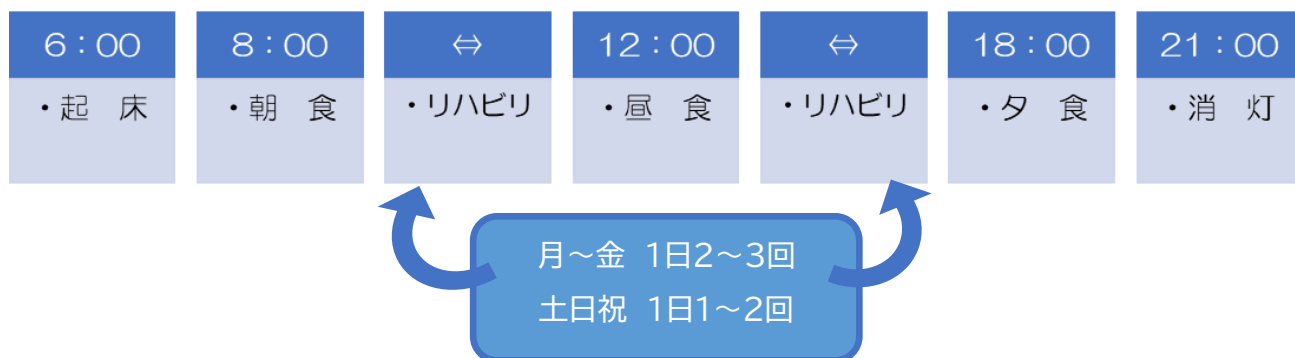 6：00
・起　床
8：00
・朝　食
⇔
・リハビリ
12：00
・昼　食
⇔
・リハビリ
18：00
・夕　食
21：00
・消　灯
月～金 1日2～3回
土日祝 1日1～2回